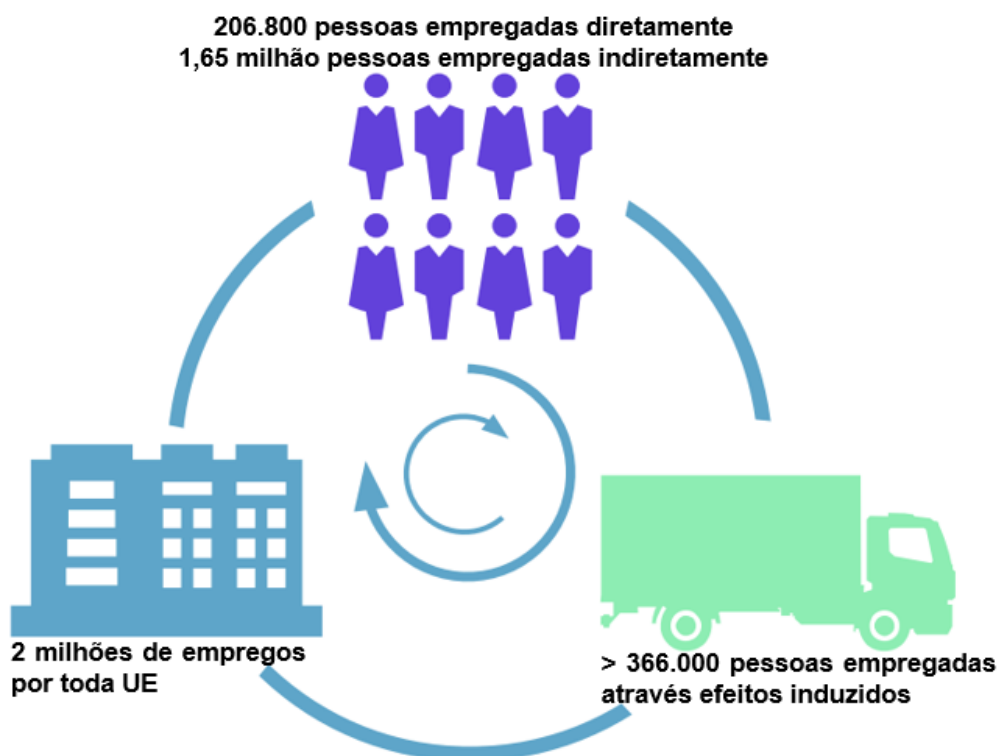 206.800 pessoas empregadas diretamente
1,65 milhão pessoas empregadas indiretamente
2 milhões de empregos
por toda UE
> 366.000 pessoas empregadas
através efeitos induzidos